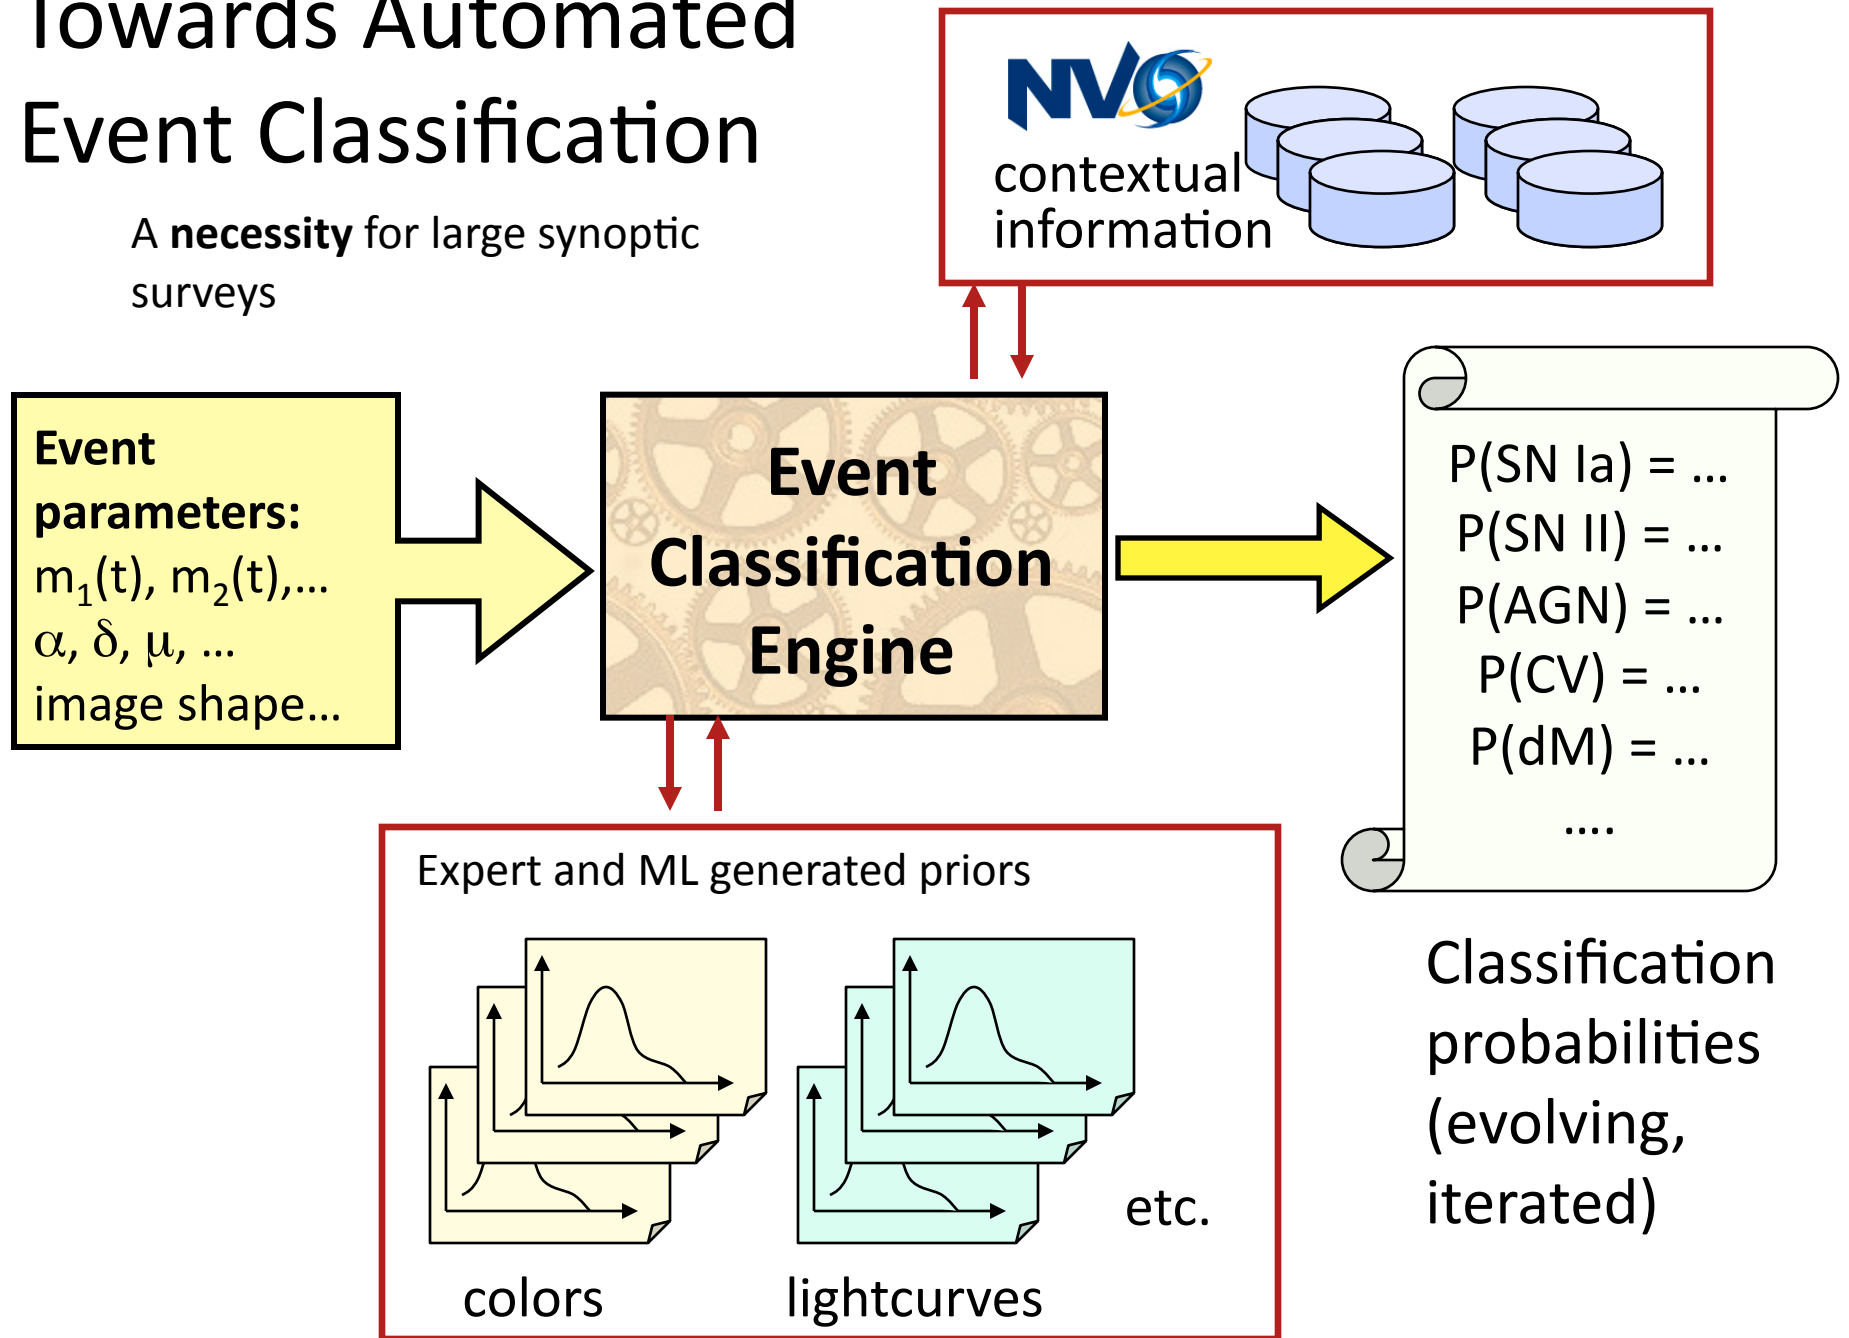 Towards Automated
Event Classification
A necessity for large synoptic
surveys
NVO
contextual
information
Event
parameters:
m₁(t), m₂(t),...
α, δ, μ, ...
image shape...
Event
Classification
Engine
P(SN Ia) = ...
P(SN II) = ...
P(AGN) = ...
P(CV) = ...
P(dM) = ...
....
Classification
probabilities
(evolving,
iterated)
Expert and ML generated priors
etc.
colors
lightcurves